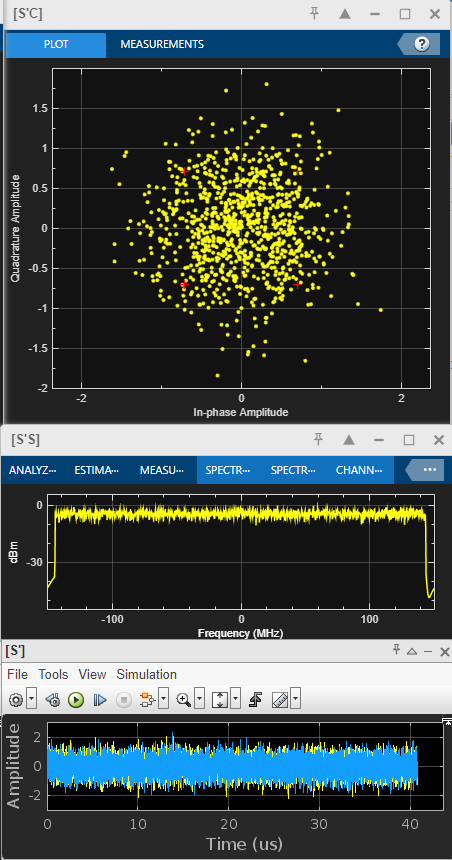 [S'C]
PLOT MEASUREMENTS ?
1.5
1
0.5
0
-0.5
-1
-1.5
-2
Quadrature Amplitude
-2 0 2
In-phase Amplitude
[S'S]
ANALYZ··· ESTIMA··· MEASU··· SPECTR··· SPECTR··· CHANN··· ···
0
-30
dBm
-100 0 100
Frequency (MHz)
[S']
File Tools View Simulation
2
0
-2
Amplitude
0 10 20 30 40
Time (us)